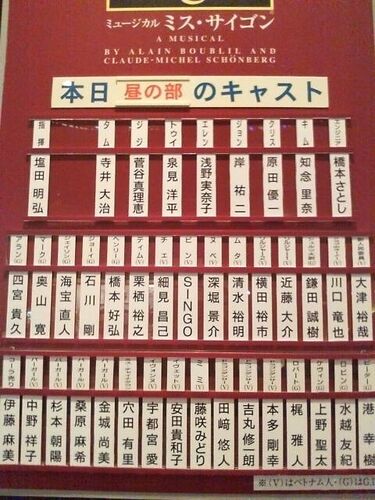 ミュージカル ミス・サイゴン
A MUSICAL
BY ALAIN BOUBLIL AND
CLAUDE-MICHEL SCHÖNBERG
本日 昼の部 のキャスト
エンジニア 橋本さとし
キム 知念里奈
クリス 原田優一
ジョン 岸祐二
エレン 浅野実奈子
トゥイ 泉見洋平
ジジ 菅谷真理恵
タム 寺井大治
指揮 塩田明弘
大津裕哉
川口竜也
鎌田誠樹
近藤大介
横田裕市
清水裕明
深堀景介
SINGO
細見昌己
栗栖裕之
橋本好弘
石川剛
海宝直人
奥山寛
四宮貴久
港幸樹
水越友紀
上野聖太
梶雅人
本多剛幸
吉丸修一朗
田﨑悠人
藤咲みどり
安田貴和子
宇都宮愛
穴田有里
金城尚美
桑原麻希
杉本朝陽
中野祥子
伊藤麻美
※(V)はベトナム人・(G)はG.I